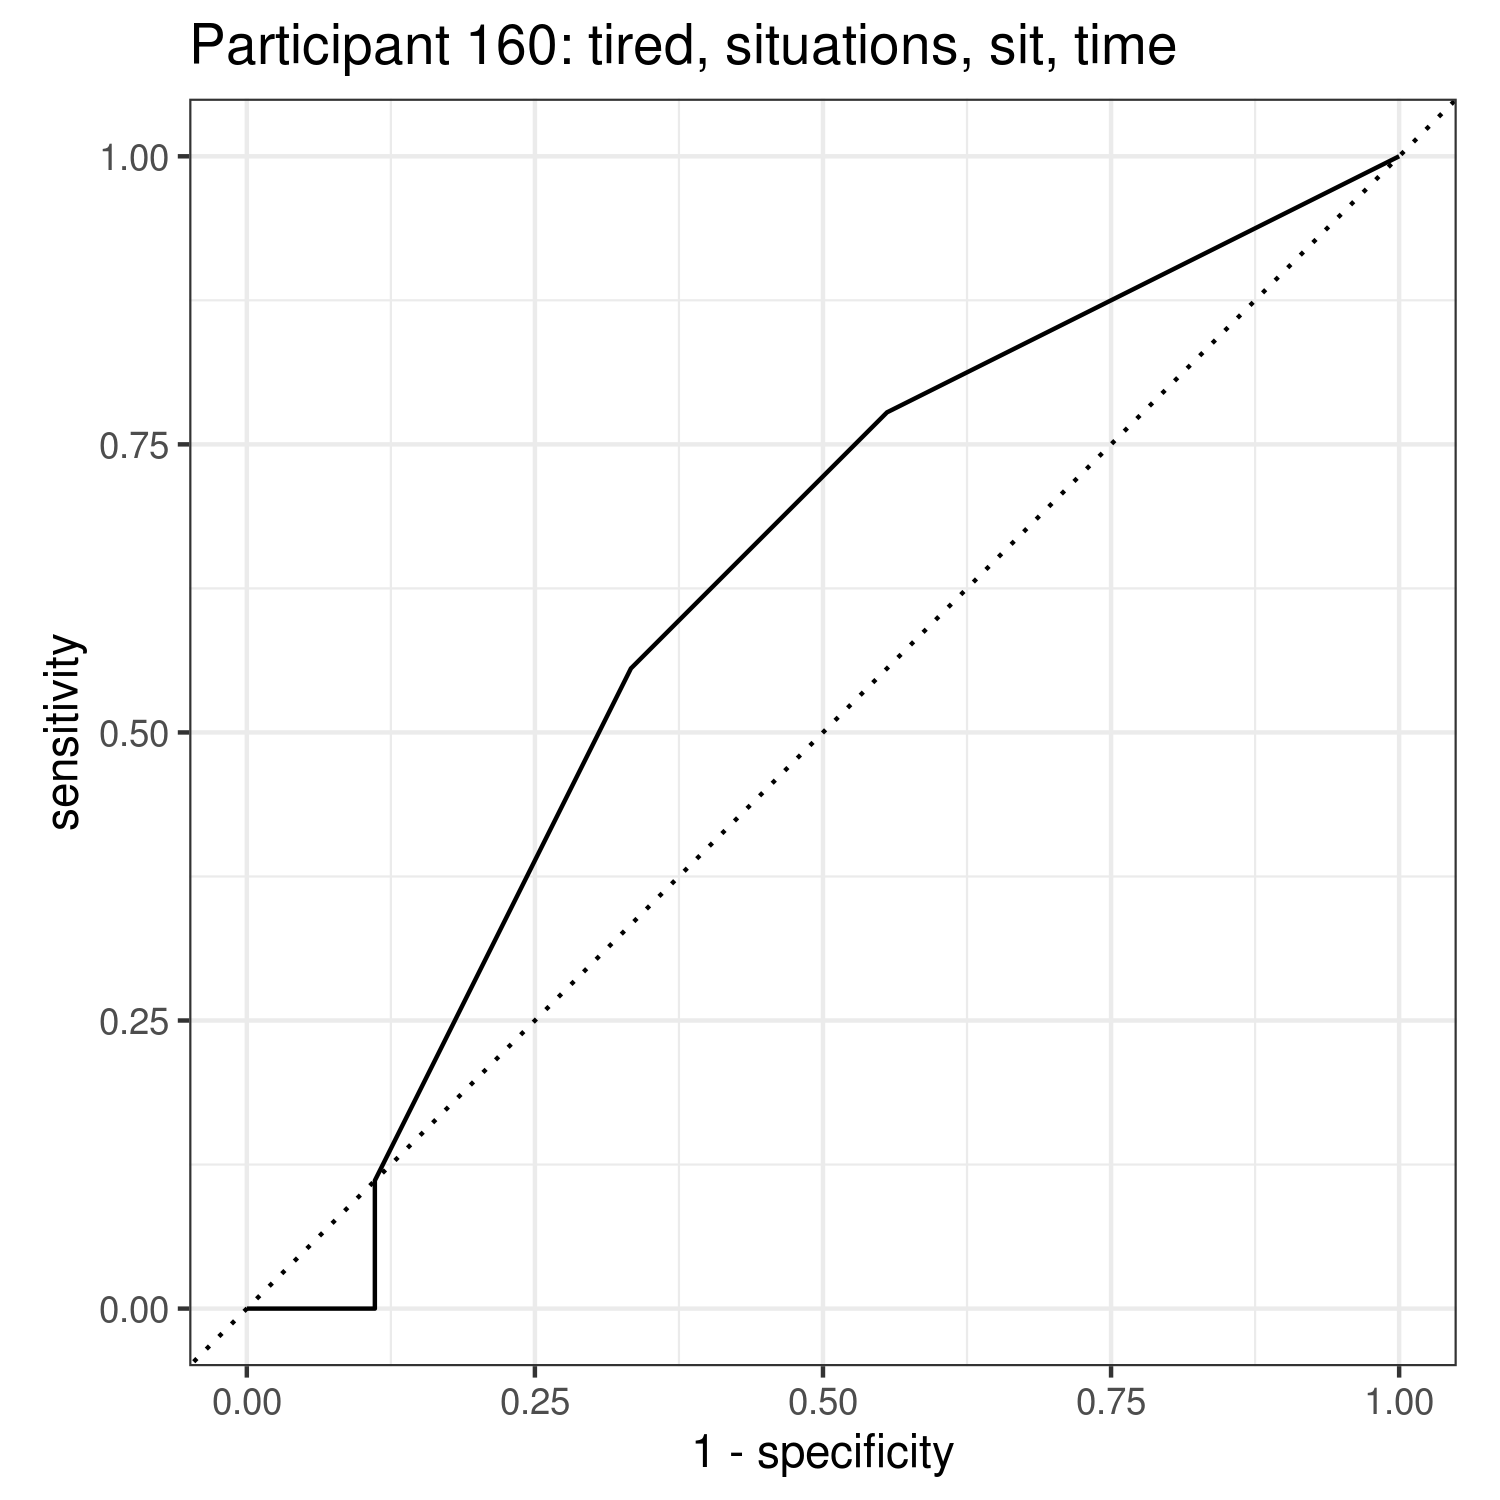 Participant 160: tired, situations, sit, time
1.00
0.75
0.50
0.25
0.00
sensitivity
0.00 0.25 0.50 0.75 1.00
1 - specificity